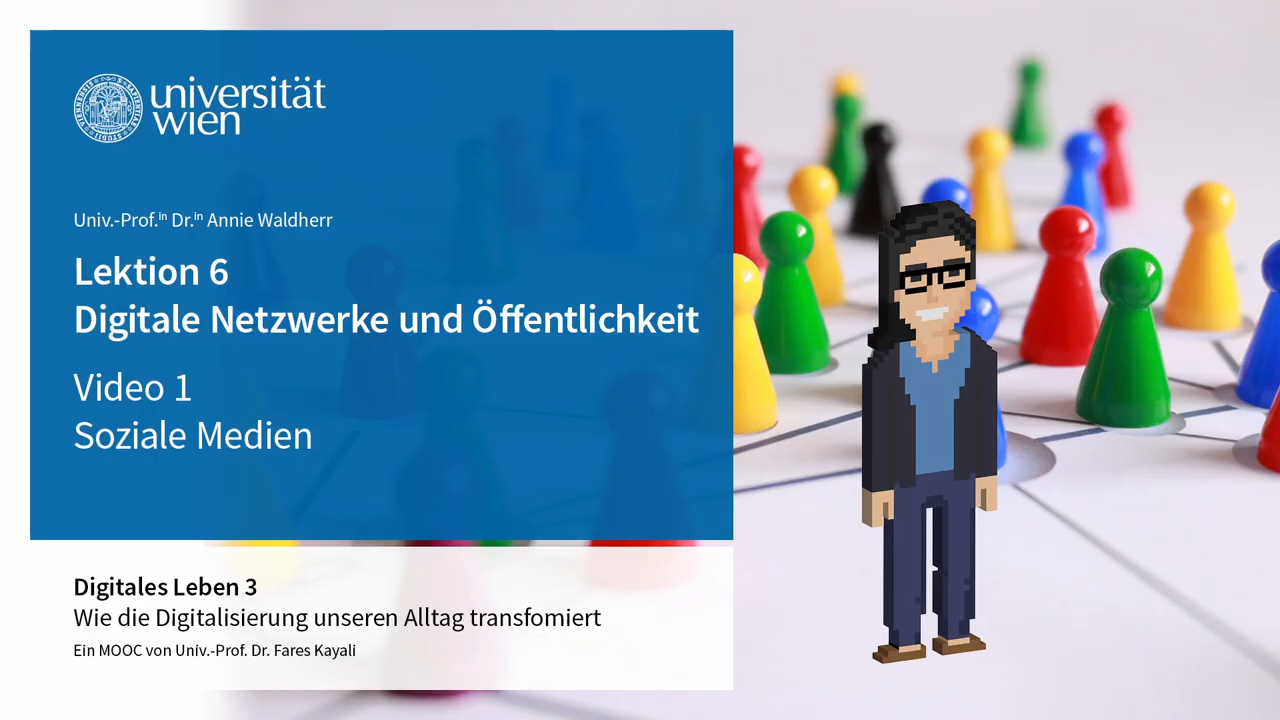 universität
wien
Univ.-Prof.in Dr.in Annie Waldherr
Lektion 6
Digitale Netzwerke und Öffentlichkeit
Video 1
Soziale Medien
Digitales Leben 3
Wie die Digitalisierung unseren Alltag transfomiert
Ein MOOC von Univ.-Prof. Dr. Fares Kayali